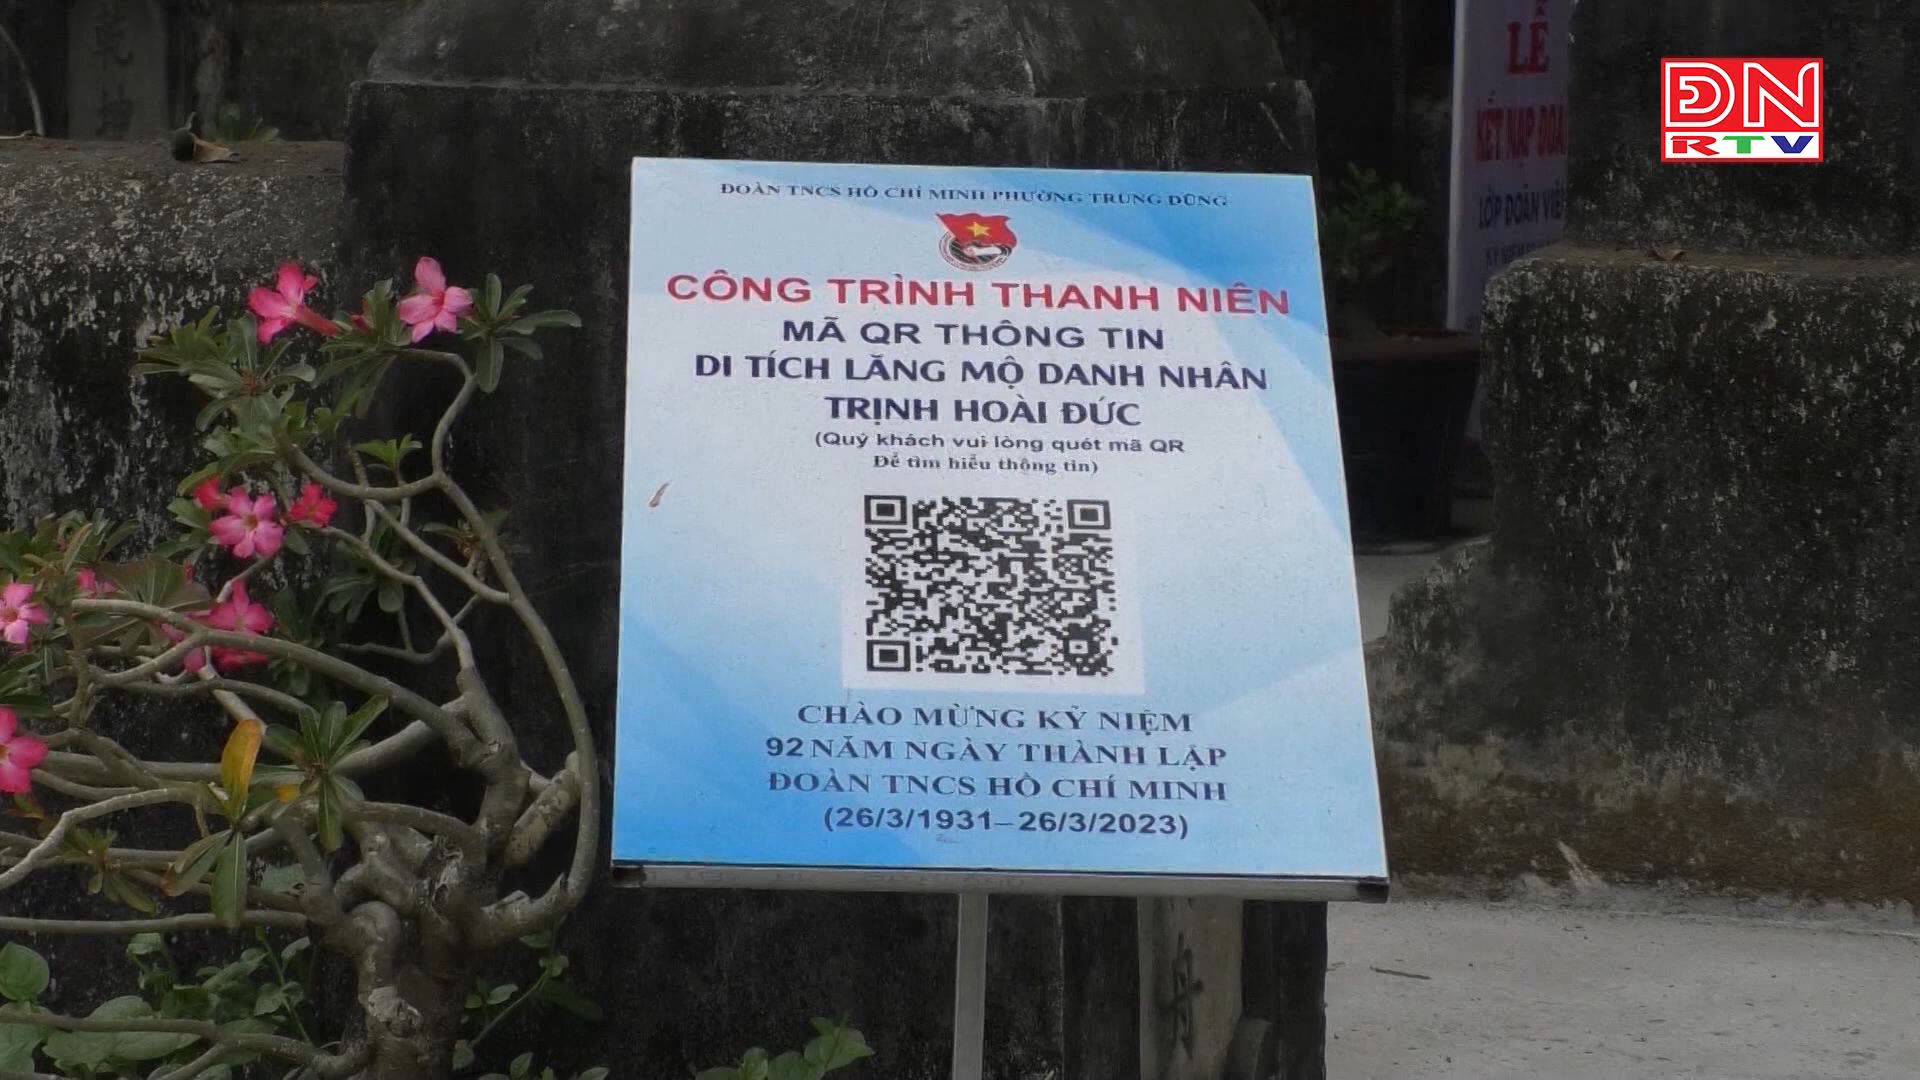 ĐN
RTV
LỄ
KẾT NẠP ĐOÀ
LỚP ĐOÀN VIÊ
ĐOÀN TNCS HỒ CHÍ MINH PHƯỜNG TRUNG DŨNG
CÔNG TRÌNH THANH NIÊN
MÃ QR THÔNG TIN
DI TÍCH LĂNG MỘ DANH NHÂN
TRỊNH HOÀI ĐỨC
(Quý khách vui lòng quét mã QR
Để tìm hiểu thông tin)
CHÀO MỪNG KỶ NIỆM
92 NĂM NGÀY THÀNH LẬP
ĐOÀN TNCS HỒ CHÍ MINH
(26/3/1931–26/3/2023)